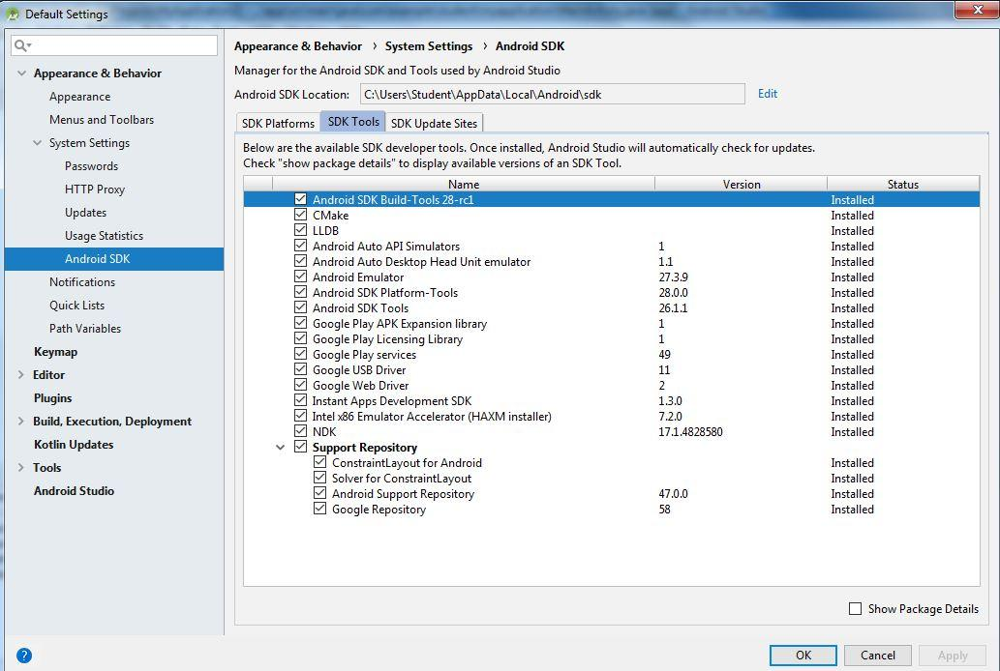 Default Settings
Appearance & Behavior
Appearance
Menus and Toolbars
System Settings
Passwords
HTTP Proxy
Updates
Usage Statistics
Android SDK
Notifications
Quick Lists
Path Variables
Keymap
Editor
Plugins
Build, Execution, Deployment
Kotlin Updates
Tools
Android Studio
Appearance & Behavior › System Settings › Android SDK
Manager for the Android SDK and Tools used by Android Studio
Android SDK Location: C:\Users\Student\AppData\Local\Android\sdk Edit
SDK Platforms SDK Tools SDK Update Sites
Below are the available SDK developer tools. Once installed, Android Studio will automatically check for updates.
Check "show package details" to display available versions of an SDK Tool.
Name Version Status
Android SDK Build-Tools 28-rc1 Installed
CMake Installed
LLDB Installed
Android Auto API Simulators 1 Installed
Android Auto Desktop Head Unit emulator 1.1 Installed
Android Emulator 27.3.9 Installed
Android SDK Platform-Tools 28.0.0 Installed
Android SDK Tools 26.1.1 Installed
Google Play APK Expansion library 1 Installed
Google Play Licensing Library 1 Installed
Google Play services 49 Installed
Google USB Driver 11 Installed
Google Web Driver 2 Installed
Instant Apps Development SDK 1.3.0 Installed
Intel x86 Emulator Accelerator (HAXM installer) 7.2.0 Installed
NDK 17.1.4828580 Installed
Support Repository
ConstraintLayout for Android Installed
Solver for ConstraintLayout Installed
Android Support Repository 47.0.0 Installed
Google Repository 58 Installed
Show Package Details
? OK Cancel Apply